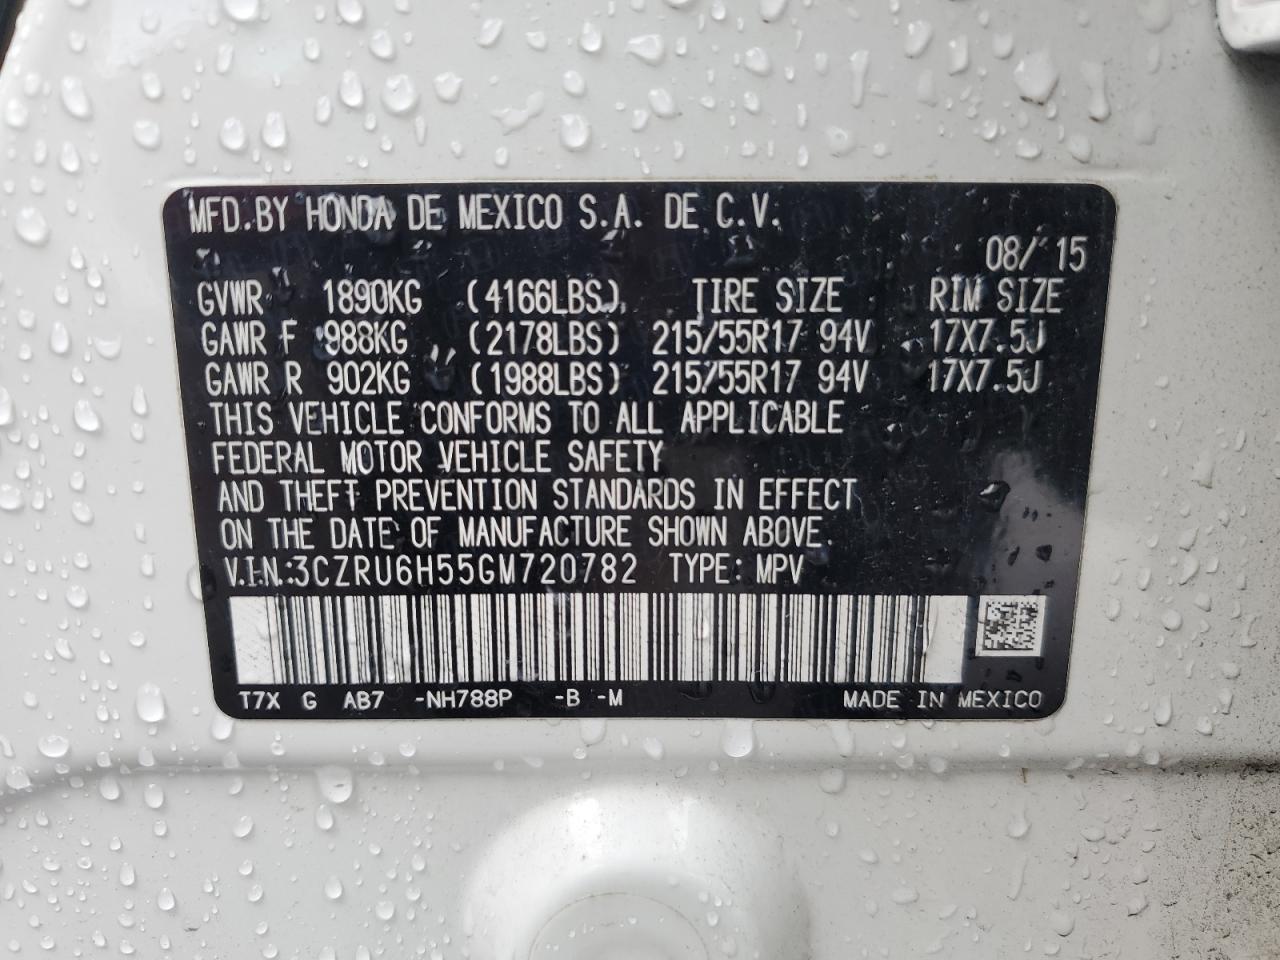 MFD.BY HONDA DE MEXICO S.A. DE C.V.
08/ 15
GVWR 1890KG (4166LBS) TIRE SIZE RIM SIZE
GAWR F 988KG (2178LBS) 215/55R17 94V 17X7.5J
GAWR R 902KG (1988LBS) 215/55R17 94V 17X7.5J
THIS VEHICLE CONFORMS TO ALL APPLICABLE
FEDERAL MOTOR VEHICLE SAFETY
AND THEFT PREVENTION STANDARDS IN EFFECT
ON THE DATE OF MANUFACTURE SHOWN ABOVE.
V.I.N.:3CZRU6H55GM720782 TYPE: MPV
T7X G AB7 -NH788P -B -M MADE IN MEXICO